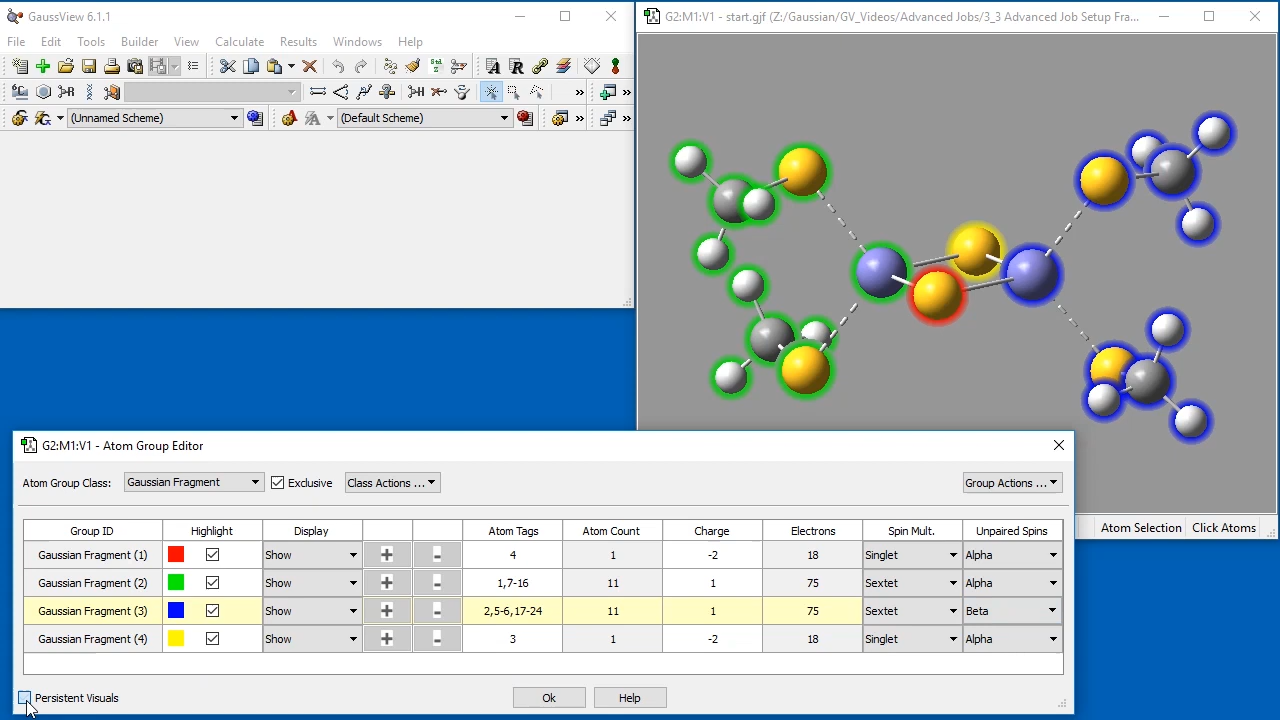 GaussView 6.1.1
File Edit Tools Builder View Calculate Results Windows Help
(Unnamed Scheme) (Default Scheme)
G2:M1:V1 - start.gjf (Z:/Gaussian/GV_Videos/Advanced Jobs/3_3 Advanced Job Setup Fra...
Atom Selection Click Atoms
G2:M1:V1 - Atom Group Editor
Atom Group Class: Gaussian Fragment Exclusive Class Actions ... Group Actions ...
Group ID Highlight Display Atom Tags Atom Count Charge Electrons Spin Mult. Unpaired Spins
Gaussian Fragment (1) Show + - 4 1 -2 18 Singlet Alpha
Gaussian Fragment (2) Show + - 1,7-16 11 1 75 Sextet Alpha
Gaussian Fragment (3) Show + - 2,5-6,17-24 11 1 75 Sextet Beta
Gaussian Fragment (4) Show + - 3 1 -2 18 Singlet Alpha
Persistent Visuals Ok Help